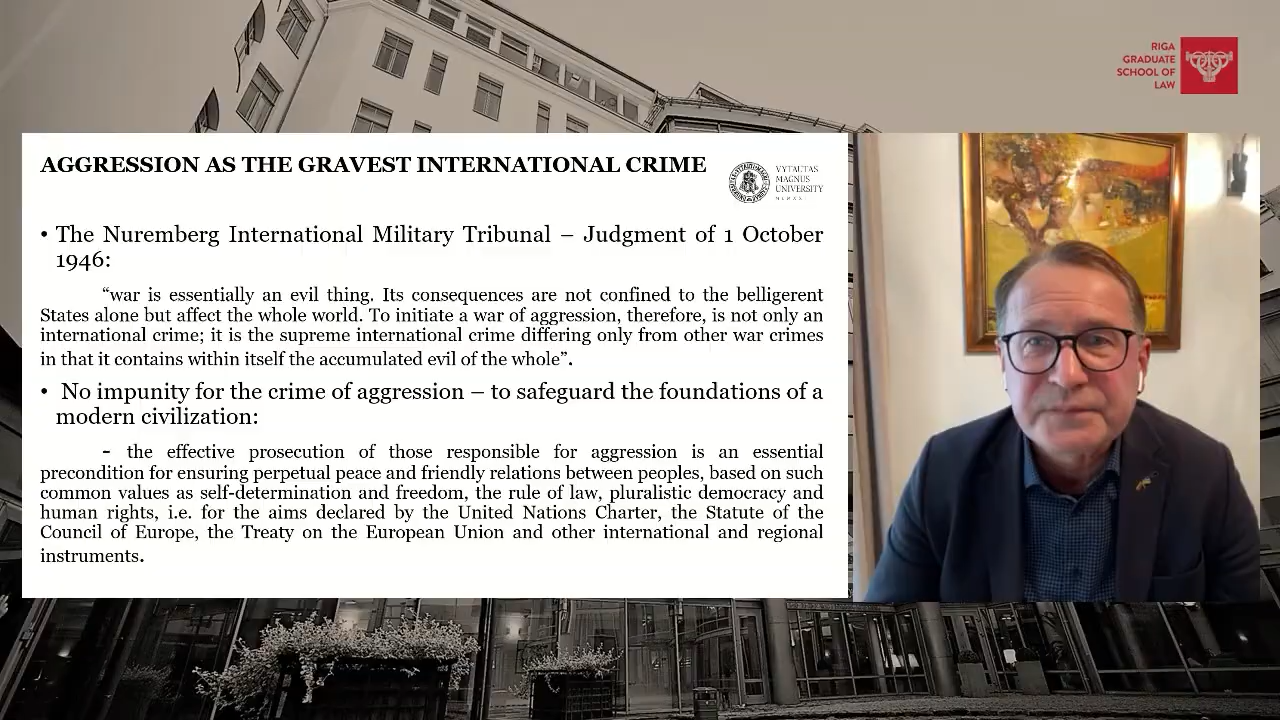 RIGA
GRADUATE
SCHOOL OF
LAW
AGGRESSION AS THE GRAVEST INTERNATIONAL CRIME
VYTAUTAS
MAGNUS
UNIVERSITY
• The Nuremberg International Military Tribunal – Judgment of 1 October
1946:
“war is essentially an evil thing. Its consequences are not confined to the belligerent
States alone but affect the whole world. To initiate a war of aggression, therefore, is not only an
international crime; it is the supreme international crime differing only from other war crimes
in that it contains within itself the accumulated evil of the whole”.
• No impunity for the crime of aggression – to safeguard the foundations of a
modern civilization:
- the effective prosecution of those responsible for aggression is an essential
precondition for ensuring perpetual peace and friendly relations between peoples, based on such
common values as self-determination and freedom, the rule of law, pluralistic democracy and
human rights, i.e. for the aims declared by the United Nations Charter, the Statute of the
Council of Europe, the Treaty on the European Union and other international and regional
instruments.